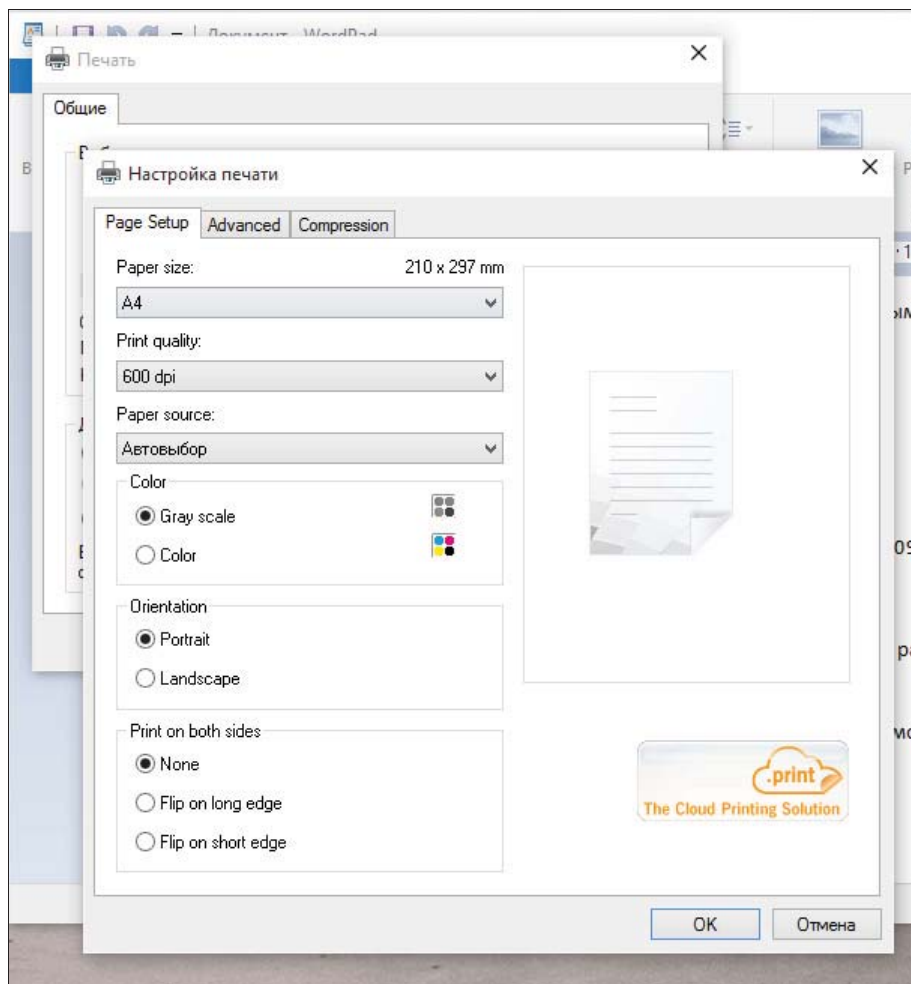 Документ - WordPad
Печать
Общие
Настройка печати
Page Setup
Advanced
Compression
Paper size:
210 x 297 mm
A4
Print quality:
600 dpi
Paper source:
Автовыбор
Color
Gray scale
Color
Orientation
Portrait
Landscape
Print on both sides
None
Flip on long edge
Flip on short edge
.print
The Cloud Printing Solution
OK
Отмена